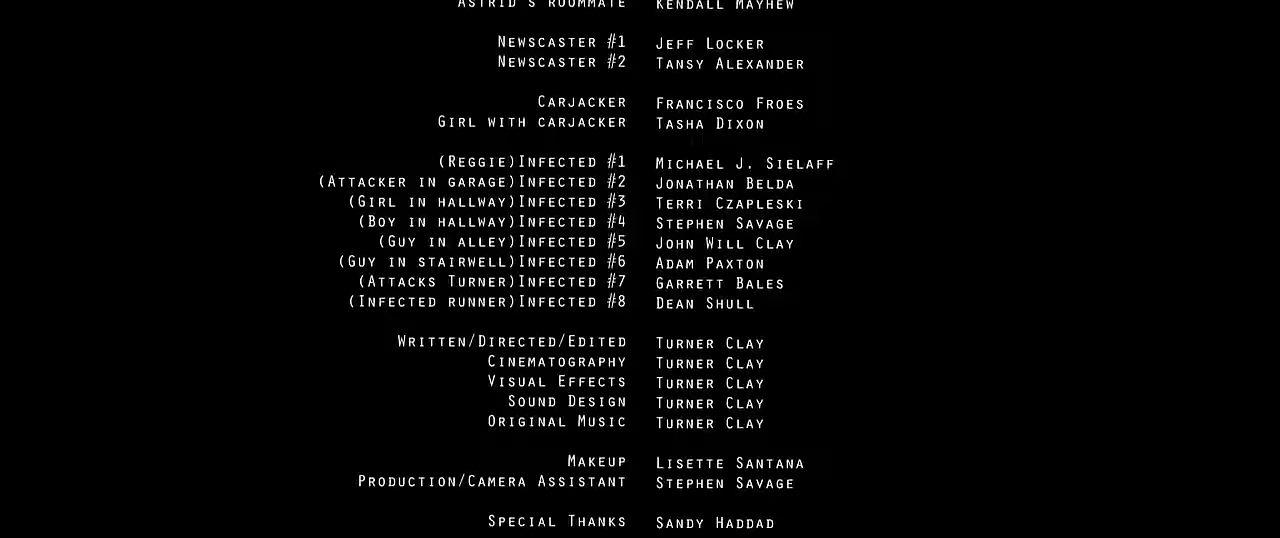 Astrid's Roommate Kendall Mayhew
Newscaster #1 Jeff Locker
Newscaster #2 Tansy Alexander
Carjacker Francisco Froes
Girl with carjacker Tasha Dixon
(Reggie)Infected #1 Michael J. Sielaff
(Attacker in garage)Infected #2 Jonathan Belda
(Girl in hallway)Infected #3 Terri Czapleski
(Boy in hallway)Infected #4 Stephen Savage
(Guy in alley)Infected #5 John Will Clay
(Guy in stairwell)Infected #6 Adam Paxton
(Attacks Turner)Infected #7 Garrett Bales
(Infected runner)Infected #8 Dean Shull
Written/Directed/Edited Turner Clay
Cinematography Turner Clay
Visual Effects Turner Clay
Sound Design Turner Clay
Original Music Turner Clay
Makeup Lisette Santana
Production/Camera Assistant Stephen Savage
Special Thanks Sandy Haddad